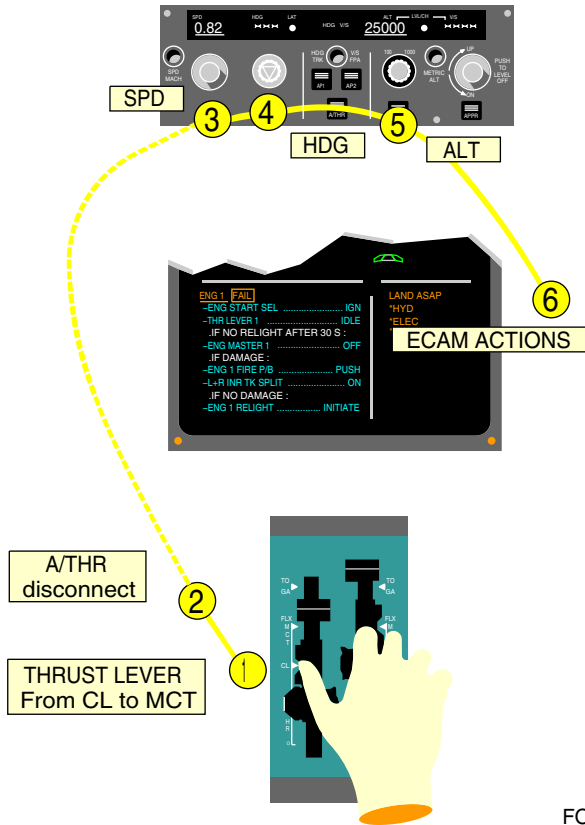 SPD HDG LAT HDG V/S ALT LVL/CH V/S
0.82 25000
SPD
MACH
HDG
TRK
V/S
FPA
100 1000
METRIC
ALT
UP
PUSH
TO
LEVEL
OFF
DN
AP1 AP2
A/THR
APPR
SPD
3
4
5
HDG
ALT
6
ENG 1 FAIL
–ENG START SEL .................... IGN
–THR LEVER 1 ...................... IDLE
.IF NO RELIGHT AFTER 30 S :
–ENG MASTER 1 .................... OFF
.IF DAMAGE :
–ENG 1 FIRE P/B ..................... PUSH
–L+R INR TK SPLIT ................. ON
.IF NO DAMAGE :
–ENG 1 RELIGHT ................ INITIATE
LAND ASAP
*HYD
*ELEC
ECAM ACTIONS
A/THR
disconnect
2
THRUST LEVER
From CL to MCT
1
TO
GA
TO
GA
FLX
M
C
T
FLX
M
CL
H
R
0
FC